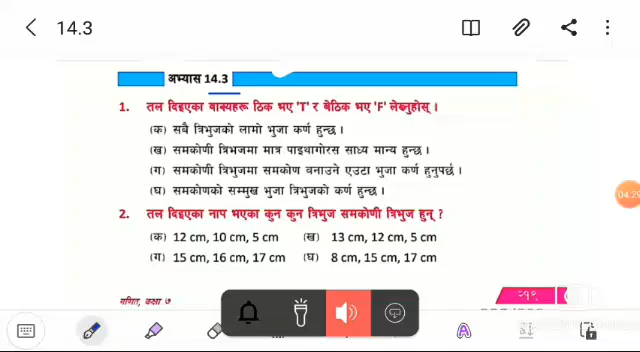 14.3
अभ्यास 14.3
1. तल दिइएका वाक्यहरू ठिक भए 'T' र बेठिक भए 'F' लेख्नुहोस् ।
(क) सबै त्रिभुजको लामो भुजा कर्ण हुन्छ ।
(ख) समकोणी त्रिभजमा मात्र पाइथागोरस साध्य मान्य हुन्छ ।
(ग) समकोणी त्रिभुजमा समकोण बनाउने एउटा भुजा कर्ण हुनुपर्छ ।
(घ) समकोणको सम्मुख भुजा त्रिभुजको कर्ण हुन्छ ।
2. तल दिइएका नाप भएका कुन कुन त्रिभुज समकोणी त्रिभुज हुन् ?
(क) 12 cm, 10 cm, 5 cm (ख) 13 cm, 12 cm, 5 cm
(ग) 15 cm, 16 cm, 17 cm (घ) 8 cm, 15 cm, 17 cm
04:29
गणित, कक्षा ७